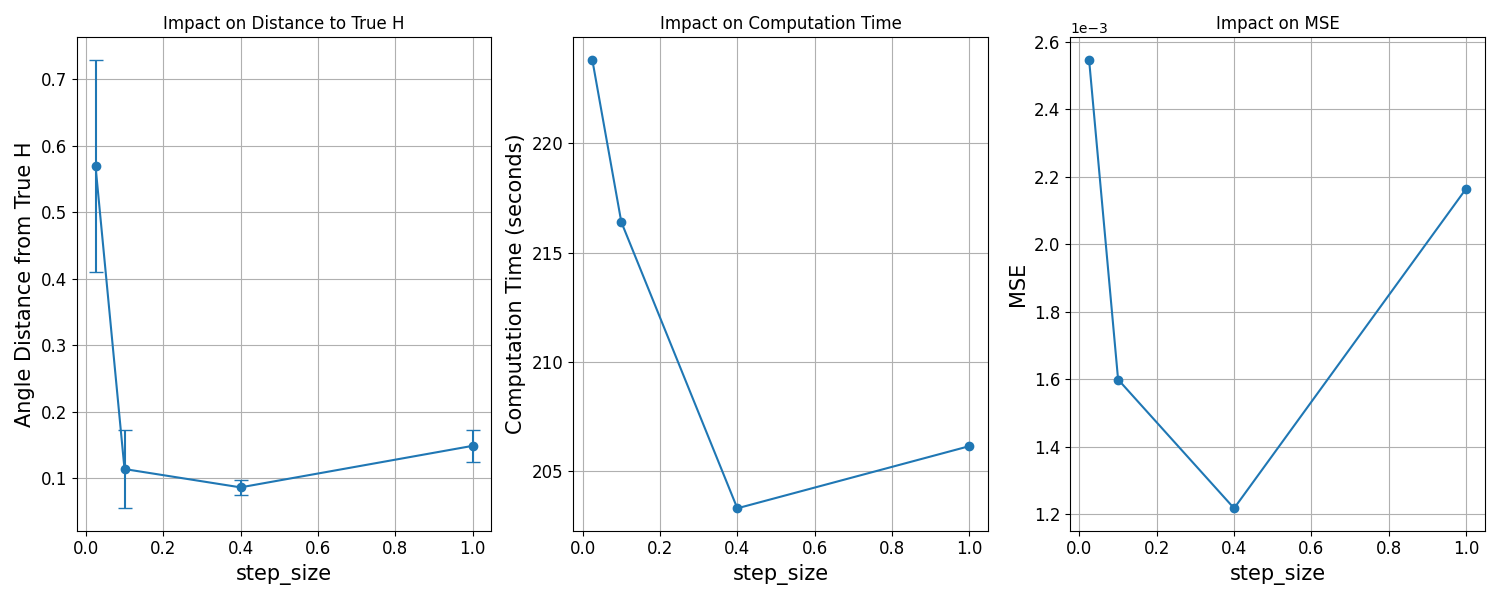 Impact on Distance to True H
Angle Distance from True H
0.7
0.6
0.5
0.4
0.3
0.2
0.1
0.0 0.2 0.4 0.6 0.8 1.0
step_size
Impact on Computation Time
Computation Time (seconds)
220
215
210
205
0.0 0.2 0.4 0.6 0.8 1.0
step_size
Impact on MSE
1e−3
MSE
2.6
2.4
2.2
2.0
1.8
1.6
1.4
1.2
0.0 0.2 0.4 0.6 0.8 1.0
step_size